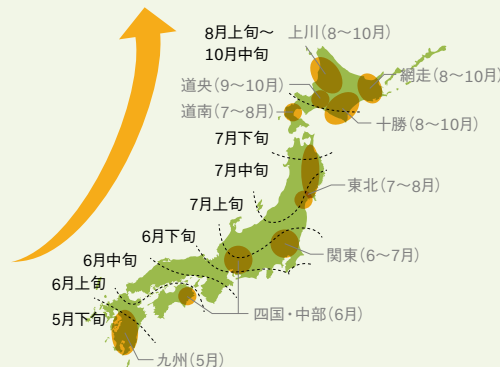 8月上旬〜
10月中旬
上川（8〜10月）
網走（8〜10月）
道央（9〜10月）
道南（7〜8月）
十勝（8〜10月）
7月下旬
7月中旬
東北（7〜8月）
7月上旬
6月下旬
関東（6〜7月）
6月中旬
6月上旬
四国・中部（6月）
5月下旬
九州（5月）